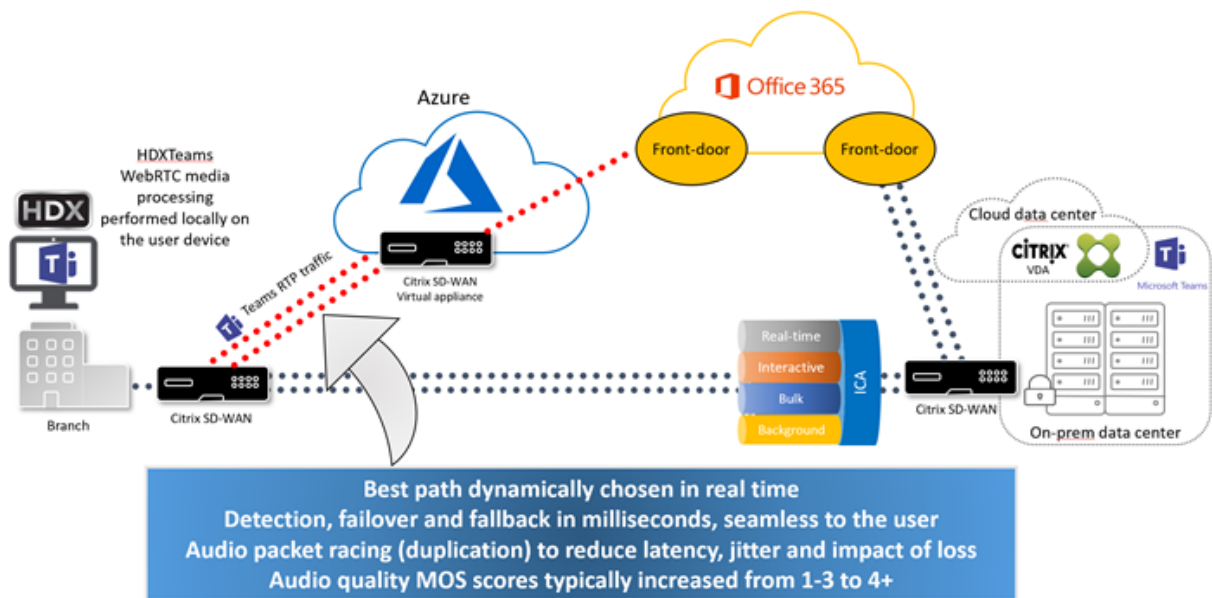 Office 365
Azure
Front-door
Front-door
HDXTeams
WebRTC media
processing
performed locally on
the user device
HDX
Cloud data center
CITRIX
VDA
Microsoft Teams
Teams RTP traffic
Citrix SD-WAN
Virtual appliance
Real-time
Interactive
Bulk
Background
ICA
Branch
Citrix SD-WAN
Citrix SD-WAN
On-prem data center
Best path dynamically chosen in real time
Detection, failover and fallback in milliseconds, seamless to the user
Audio packet racing (duplication) to reduce latency, jitter and impact of loss
Audio quality MOS scores typically increased from 1-3 to 4+